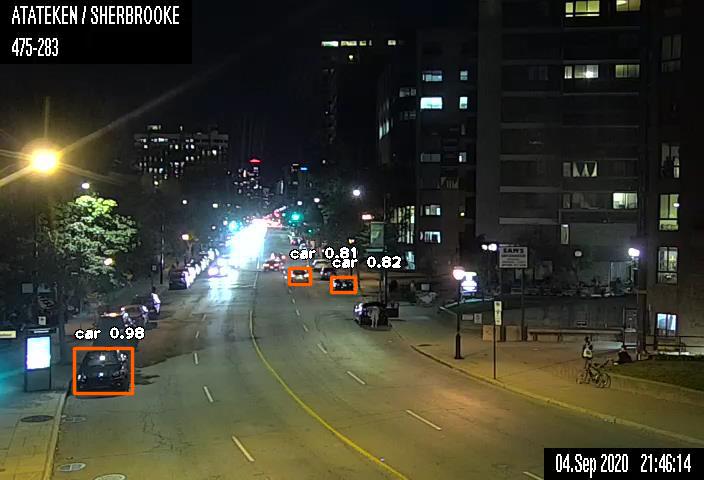 ATATEKEN / SHERBROOKE
475-283
car 0.81
car 0.82
car 0.98
04.Sep 2020 21:46:14